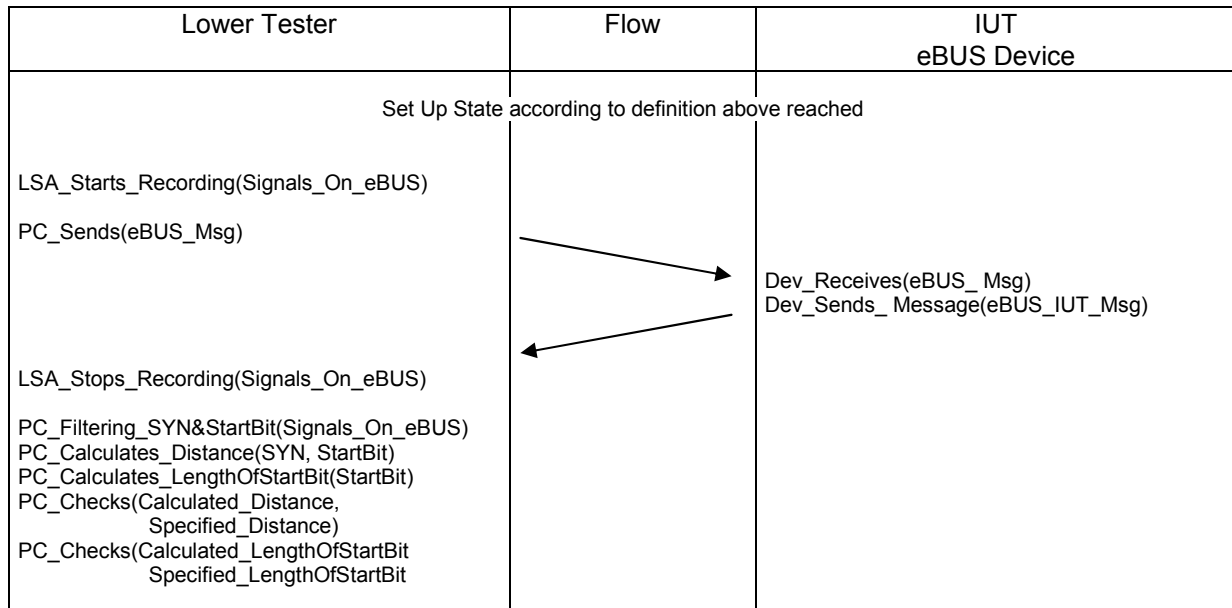 Lower Tester
Flow
IUT
eBUS Device
Set Up State according to definition above reached
LSA_Starts_Recording(Signals_On_eBUS)
PC_Sends(eBUS_Msg)
Dev_Receives(eBUS_ Msg)
Dev_Sends_ Message(eBUS_IUT_Msg)
LSA_Stops_Recording(Signals_On_eBUS)
PC_Filtering_SYN&StartBit(Signals_On_eBUS)
PC_Calculates_Distance(SYN, StartBit)
PC_Calculates_LengthOfStartBit(StartBit)
PC_Checks(Calculated_Distance,
Specified_Distance)
PC_Checks(Calculated_LengthOfStartBit
Specified_LengthOfStartBit